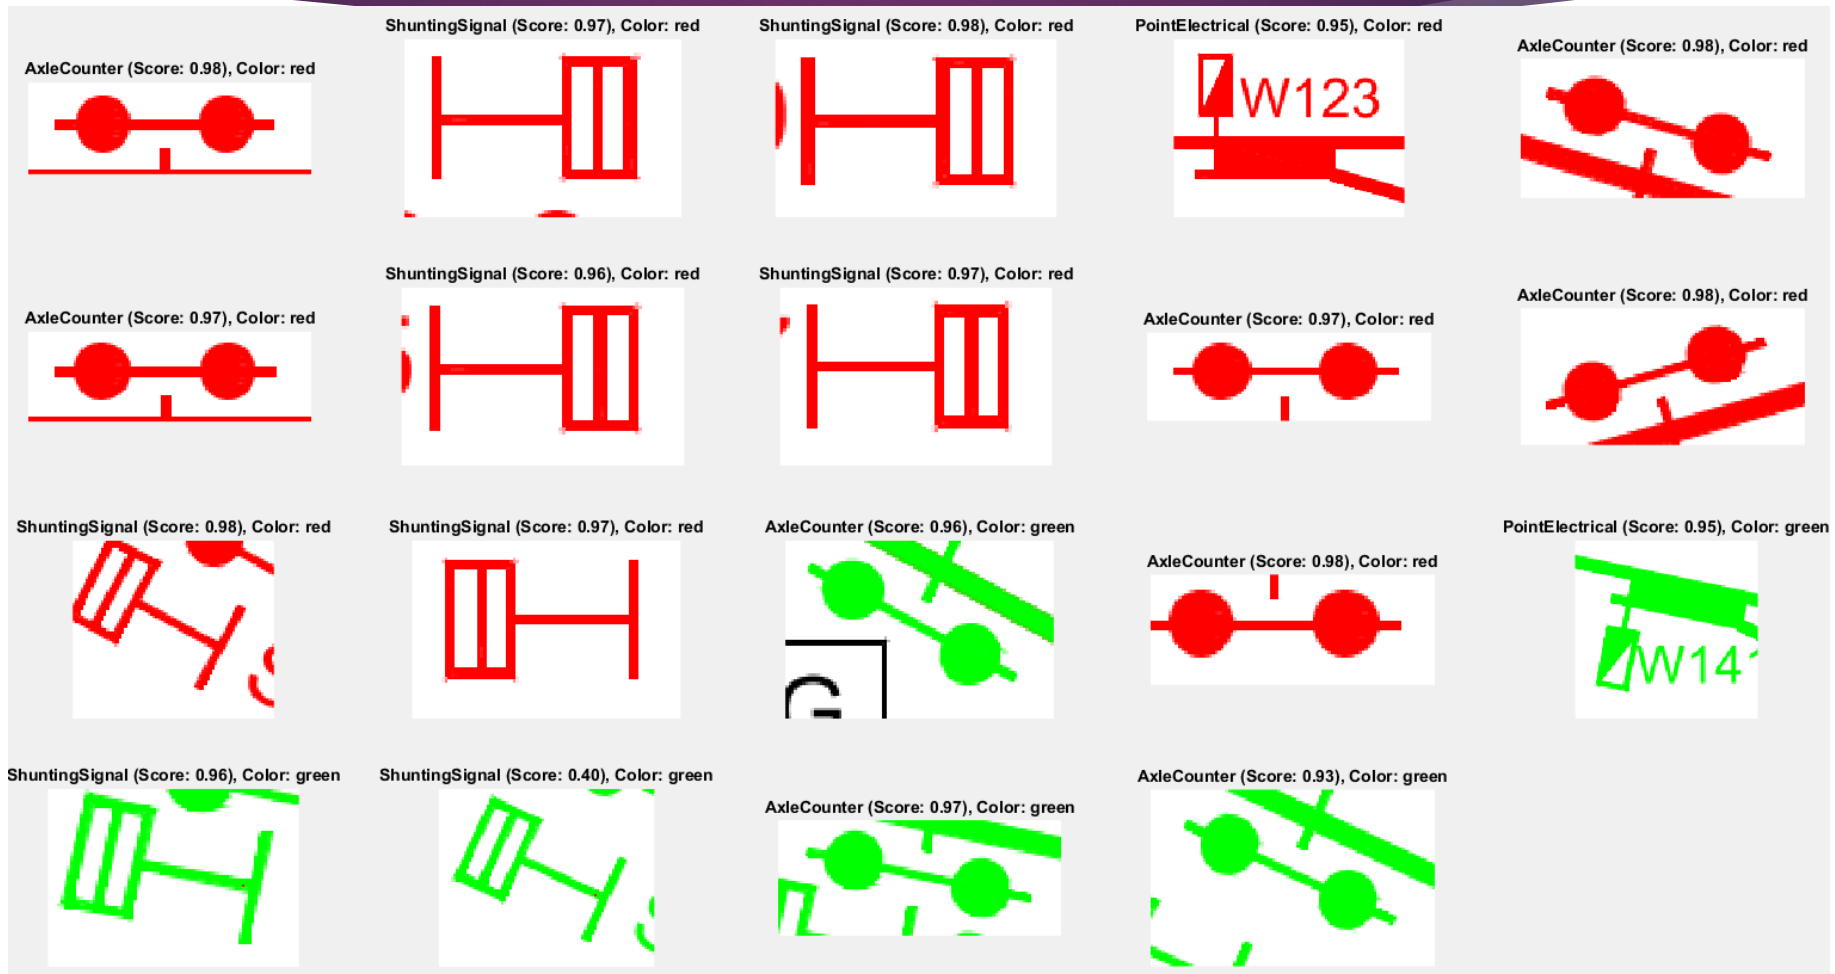 AxleCounter (Score: 0.98), Color: red
ShuntingSignal (Score: 0.97), Color: red
ShuntingSignal (Score: 0.98), Color: red
PointElectrical (Score: 0.95), Color: red
W123
AxleCounter (Score: 0.98), Color: red
AxleCounter (Score: 0.97), Color: red
ShuntingSignal (Score: 0.96), Color: red
ShuntingSignal (Score: 0.97), Color: red
AxleCounter (Score: 0.97), Color: red
AxleCounter (Score: 0.98), Color: red
ShuntingSignal (Score: 0.98), Color: red
ShuntingSignal (Score: 0.97), Color: red
AxleCounter (Score: 0.96), Color: green
G
AxleCounter (Score: 0.98), Color: red
PointElectrical (Score: 0.95), Color: green
W14
ShuntingSignal (Score: 0.96), Color: green
ShuntingSignal (Score: 0.40), Color: green
AxleCounter (Score: 0.97), Color: green
AxleCounter (Score: 0.93), Color: green